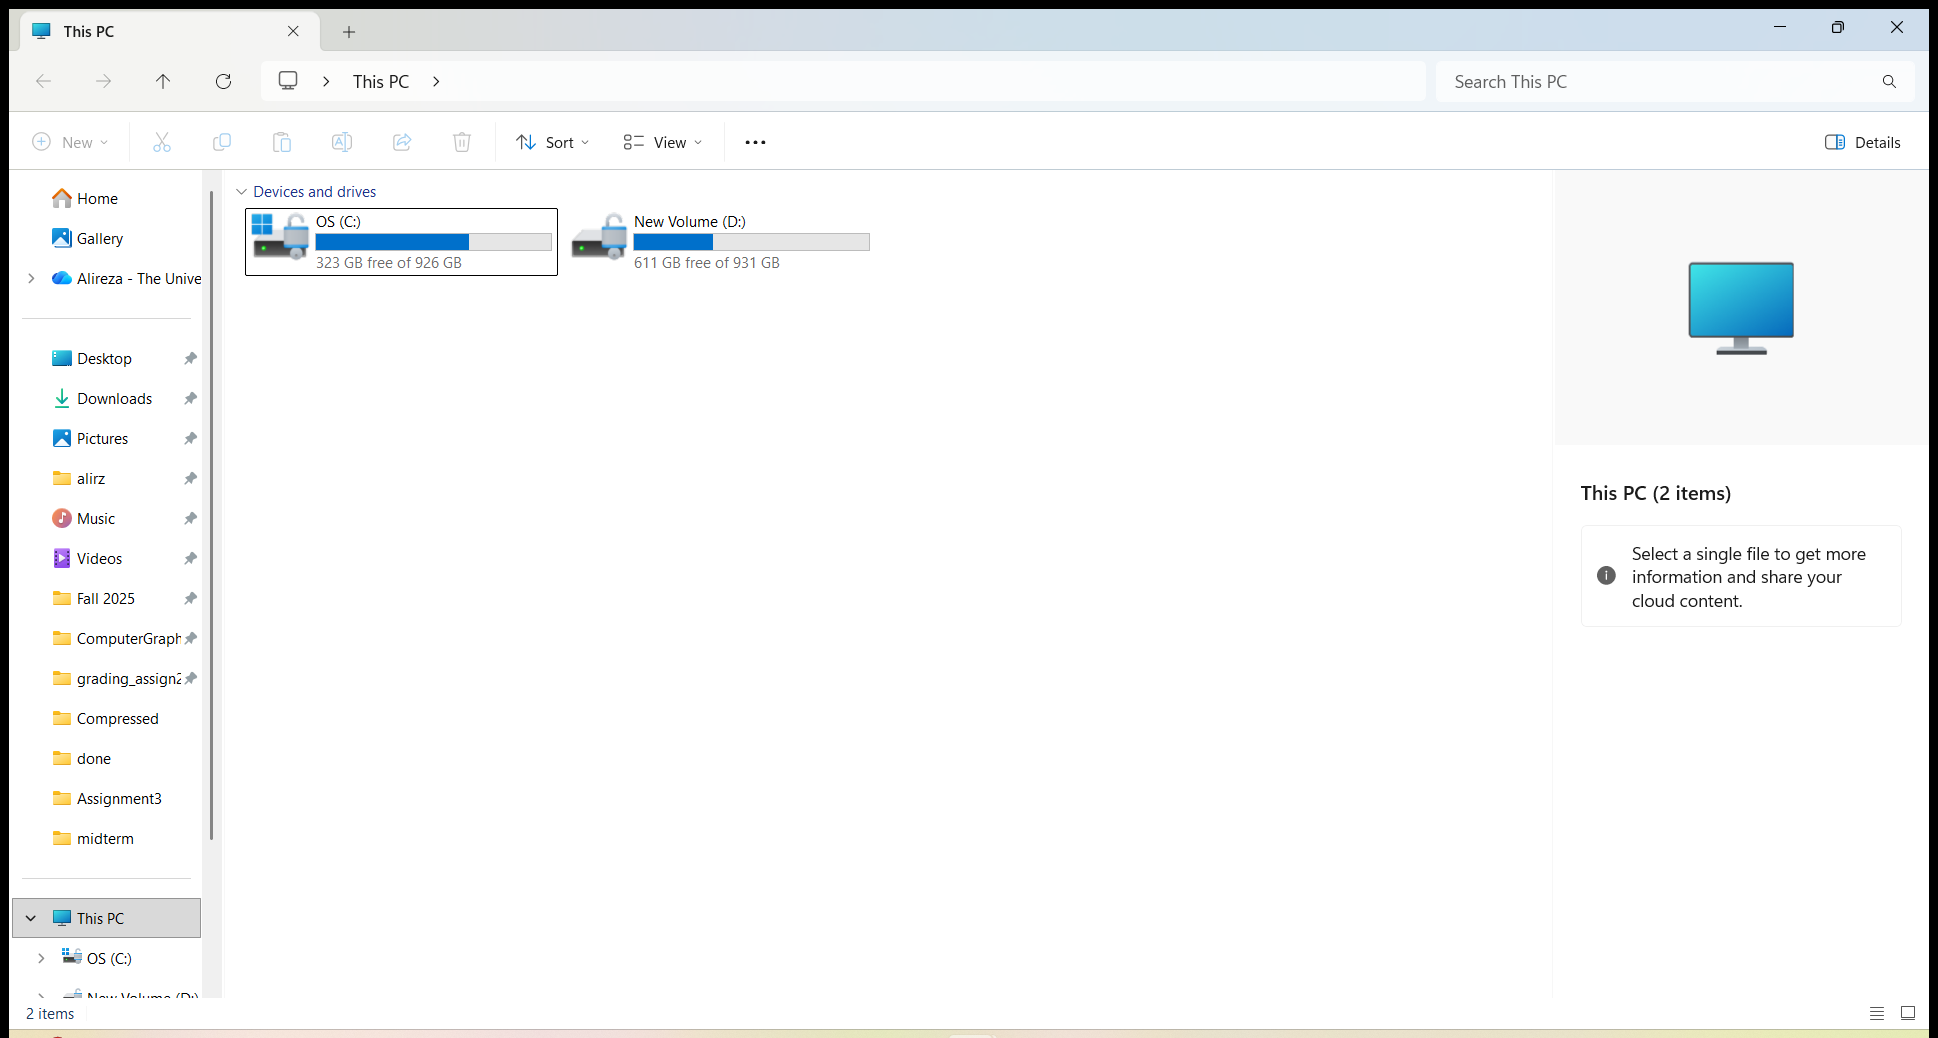 This PC
This PC
Search This PC
New
Sort
View
Details
Home
Gallery
Alireza - The Unive
Desktop
Downloads
Pictures
alirz
Music
Videos
Fall 2025
ComputerGraph
grading_assign2
Compressed
done
Assignment3
midterm
This PC
OS (C:)
New Volume (D:)
2 items
Devices and drives
OS (C:)
323 GB free of 926 GB
New Volume (D:)
611 GB free of 931 GB
This PC (2 items)
Select a single file to get more
information and share your
cloud content.